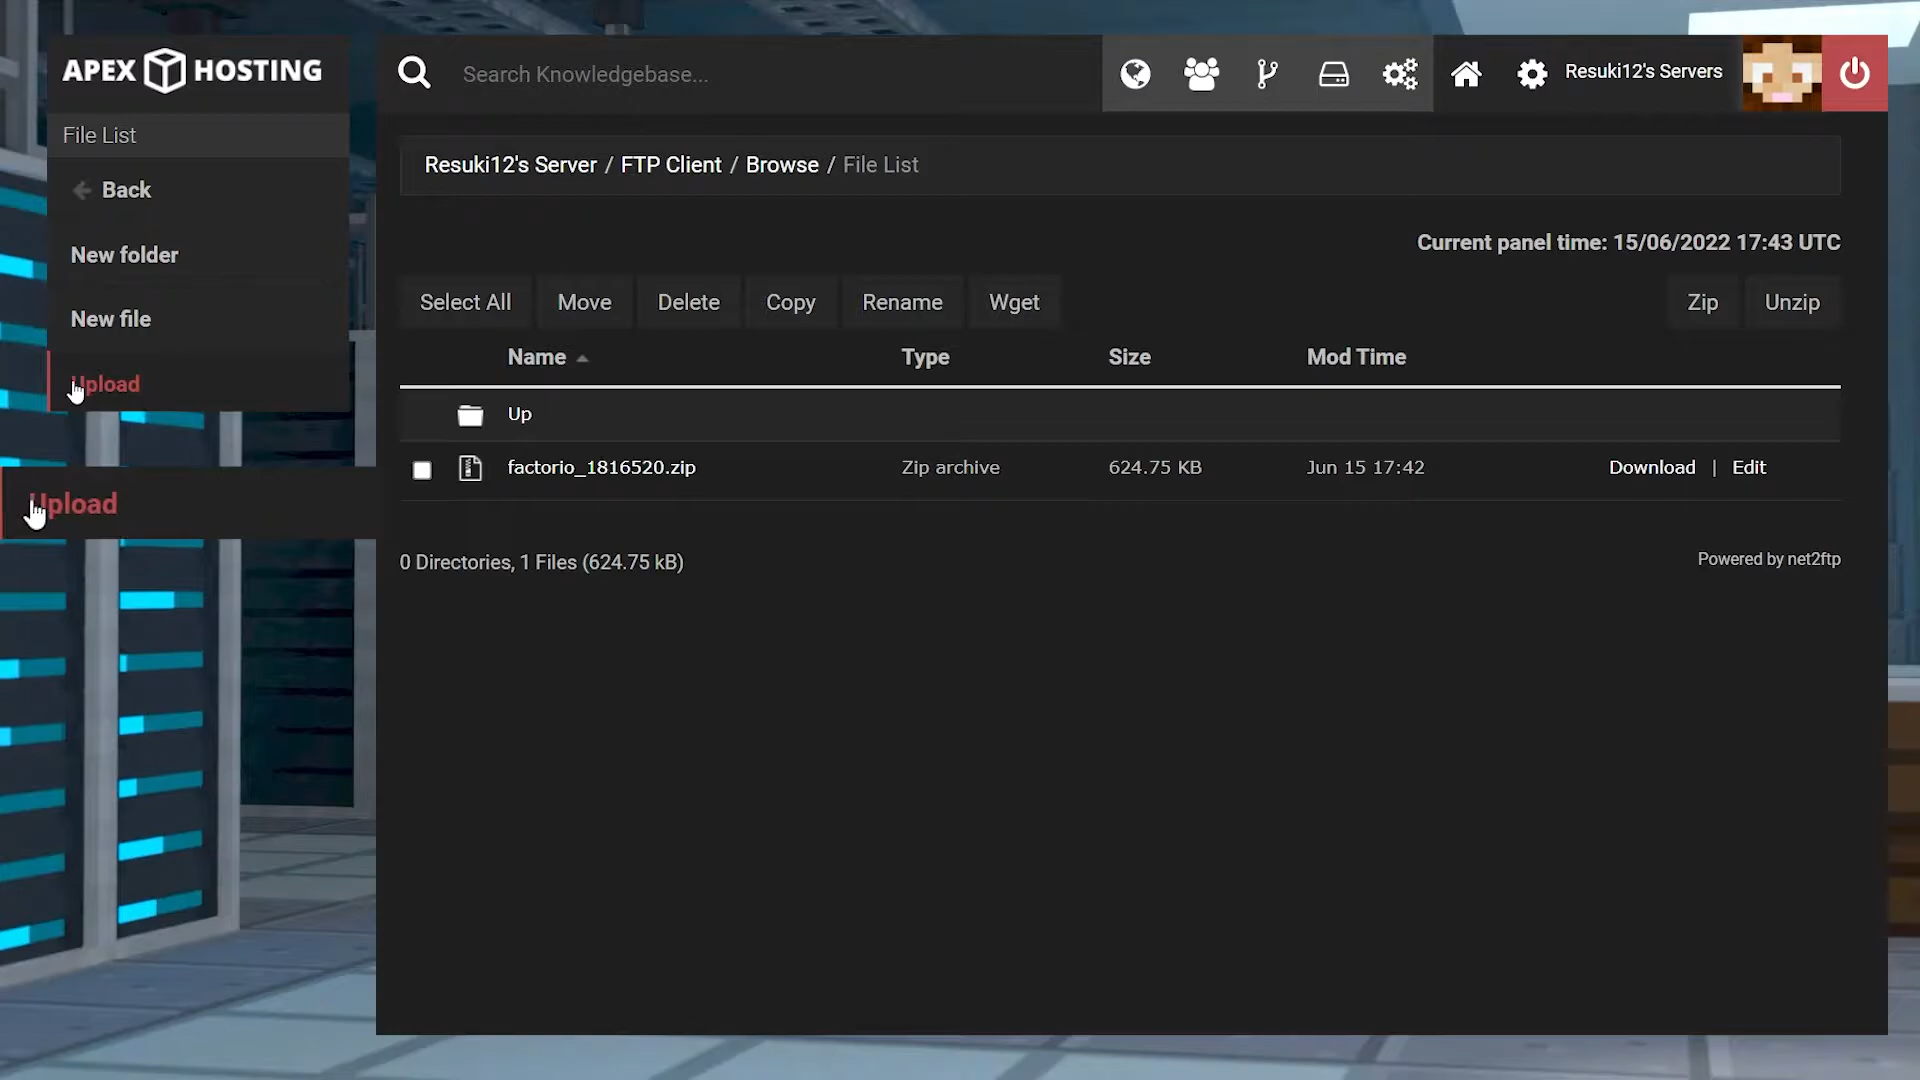 APEX HOSTING
Search Knowledgebase...
Resuki12's Servers
File List
Back
New folder
New file
Upload
Upload
Resuki12's Server / FTP Client / Browse / File List
Current panel time: 15/06/2022 17:43 UTC
Select All Move Delete Copy Rename Wget Zip Unzip
Name Type Size Mod Time
Up
factorio_1816520.zip Zip archive 624.75 KB Jun 15 17:42 Download | Edit
0 Directories, 1 Files (624.75 kB)
Powered by net2ftp